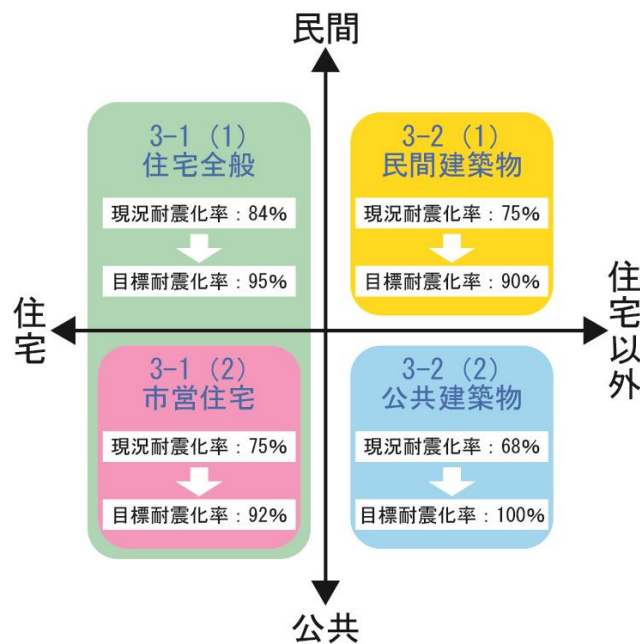 民間
3-1 (1)
住宅全般
現況耐震化率：84%
目標耐震化率：95%
3-2 (1)
民間建築物
現況耐震化率：75%
目標耐震化率：90%
住宅
住宅以外
3-1 (2)
市営住宅
現況耐震化率：75%
目標耐震化率：92%
3-2 (2)
公共建築物
現況耐震化率：68%
目標耐震化率：100%
公共